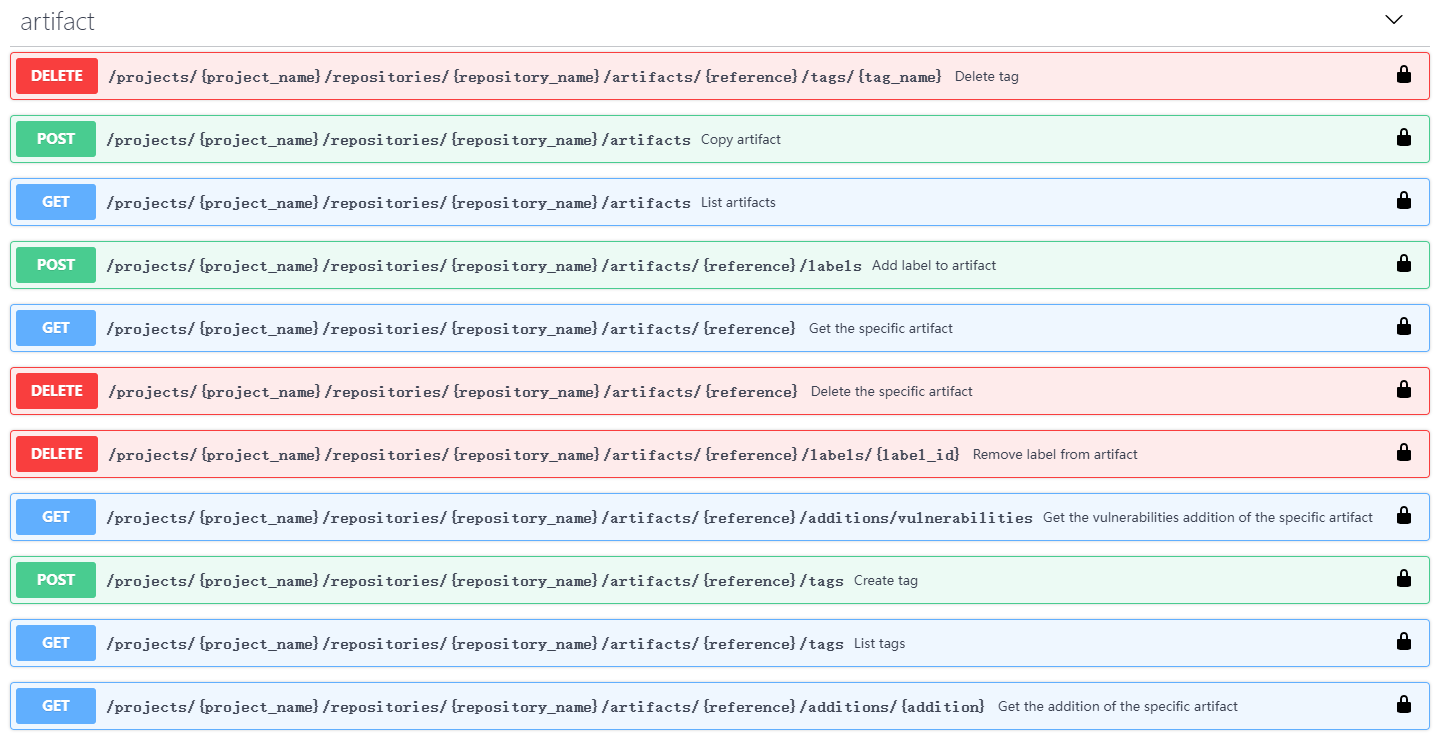 artifact
DELETE /projects/{project_name}/repositories/{repository_name}/artifacts/{reference}/tags/{tag_name} Delete tag
POST /projects/{project_name}/repositories/{repository_name}/artifacts Copy artifact
GET /projects/{project_name}/repositories/{repository_name}/artifacts List artifacts
POST /projects/{project_name}/repositories/{repository_name}/artifacts/{reference}/labels Add label to artifact
GET /projects/{project_name}/repositories/{repository_name}/artifacts/{reference} Get the specific artifact
DELETE /projects/{project_name}/repositories/{repository_name}/artifacts/{reference} Delete the specific artifact
DELETE /projects/{project_name}/repositories/{repository_name}/artifacts/{reference}/labels/{label_id} Remove label from artifact
GET /projects/{project_name}/repositories/{repository_name}/artifacts/{reference}/additions/vulnerabilities Get the vulnerabilities addition of the specific artifact
POST /projects/{project_name}/repositories/{repository_name}/artifacts/{reference}/tags Create tag
GET /projects/{project_name}/repositories/{repository_name}/artifacts/{reference}/tags List tags
GET /projects/{project_name}/repositories/{repository_name}/artifacts/{reference}/additions/{addition} Get the addition of the specific artifact